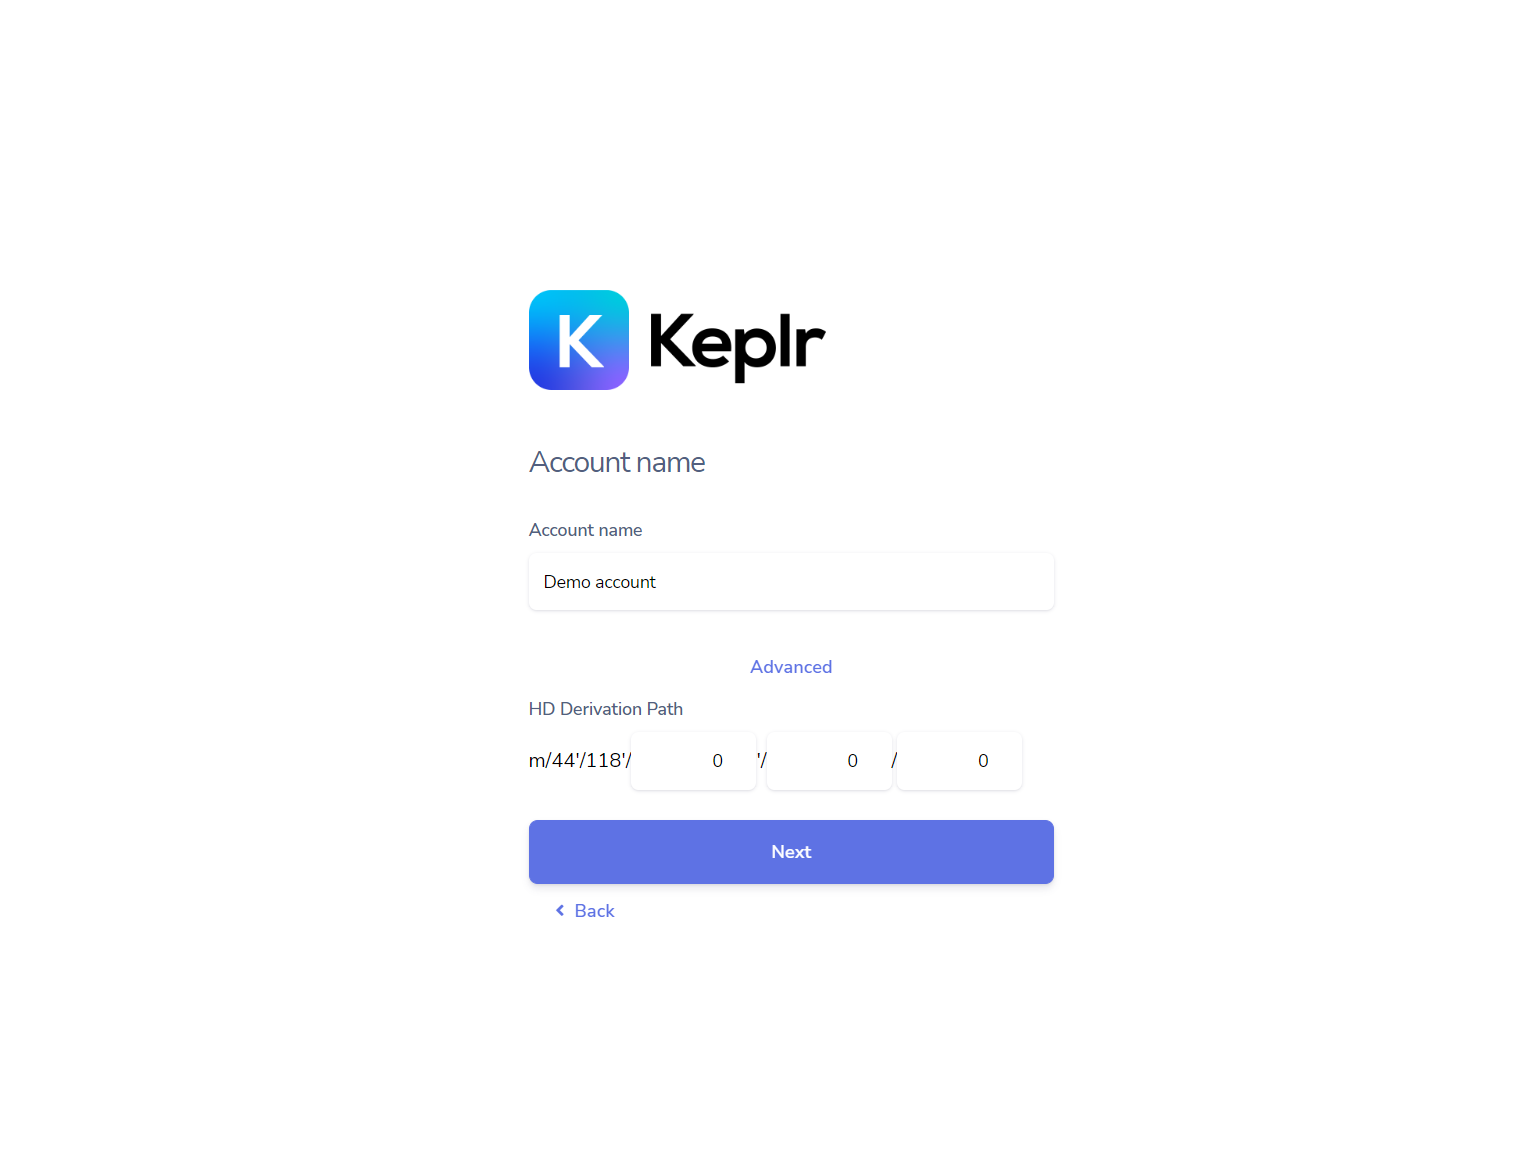 K Keplr
Account name
Account name
Demo account
Advanced
HD Derivation Path
m/44'/118'/ 0 '/ 0 / 0
Next
Back